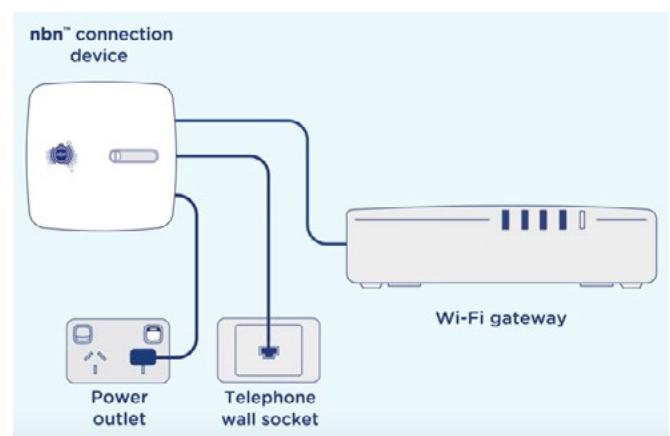 nbn™ connection
device
Wi-Fi gateway
Power
outlet
Telephone
wall socket